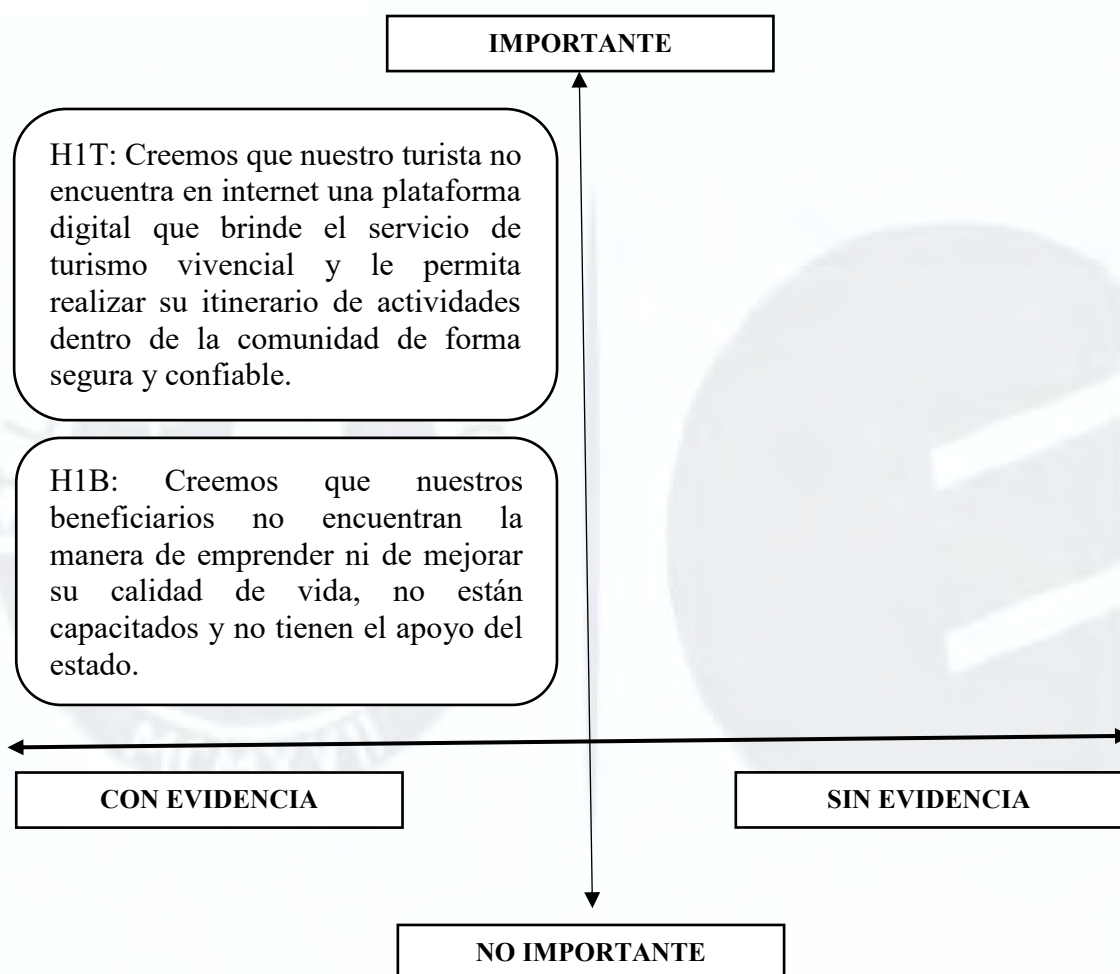 IMPORTANTE
H1T: Creemos que nuestro turista no
encuentra en internet una plataforma
digital que brinde el servicio de
turismo vivencial y le permita
realizar su itinerario de actividades
dentro de la comunidad de forma
segura y confiable.
H1B: Creemos que nuestros
beneficiarios no encuentran la
manera de emprender ni de mejorar
su calidad de vida, no están
capacitados y no tienen el apoyo del
estado.
CON EVIDENCIA
SIN EVIDENCIA
NO IMPORTANTE